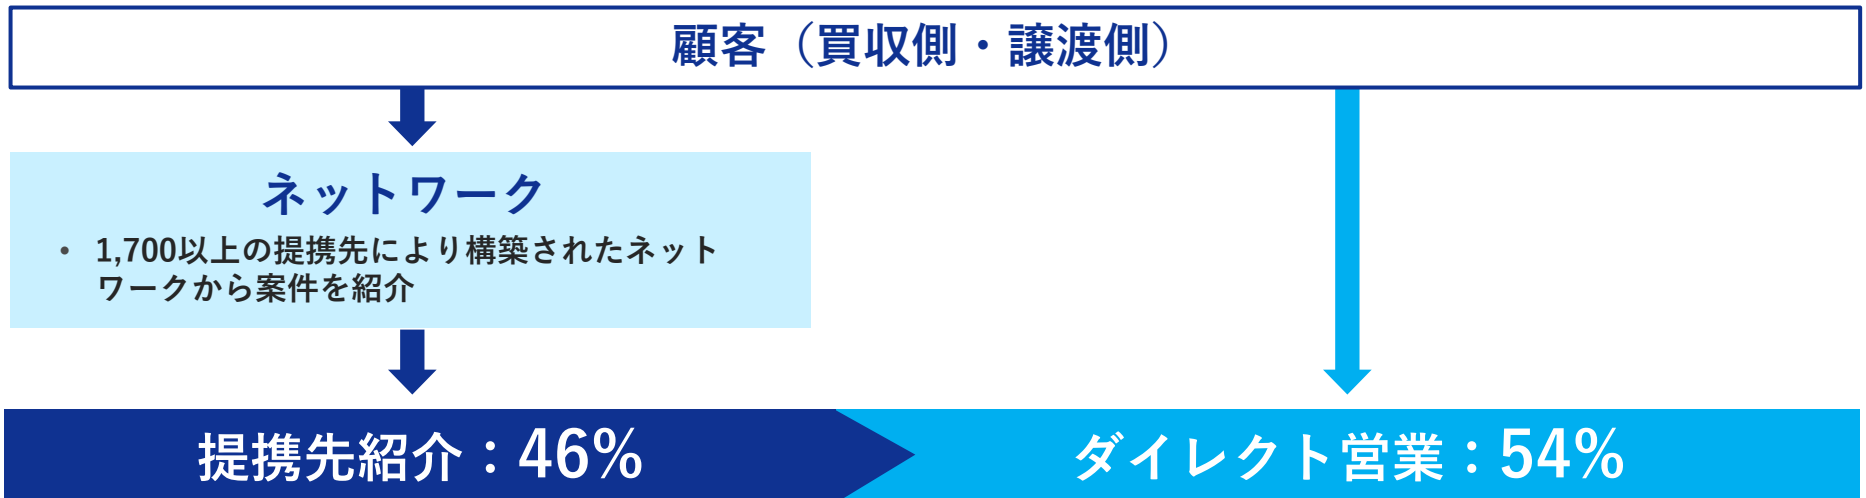 顧客（買収側・譲渡側）
ネットワーク
• 1,700以上の提携先により構築されたネット
ワークから案件を紹介
提携先紹介：46%
ダイレクト営業：54%